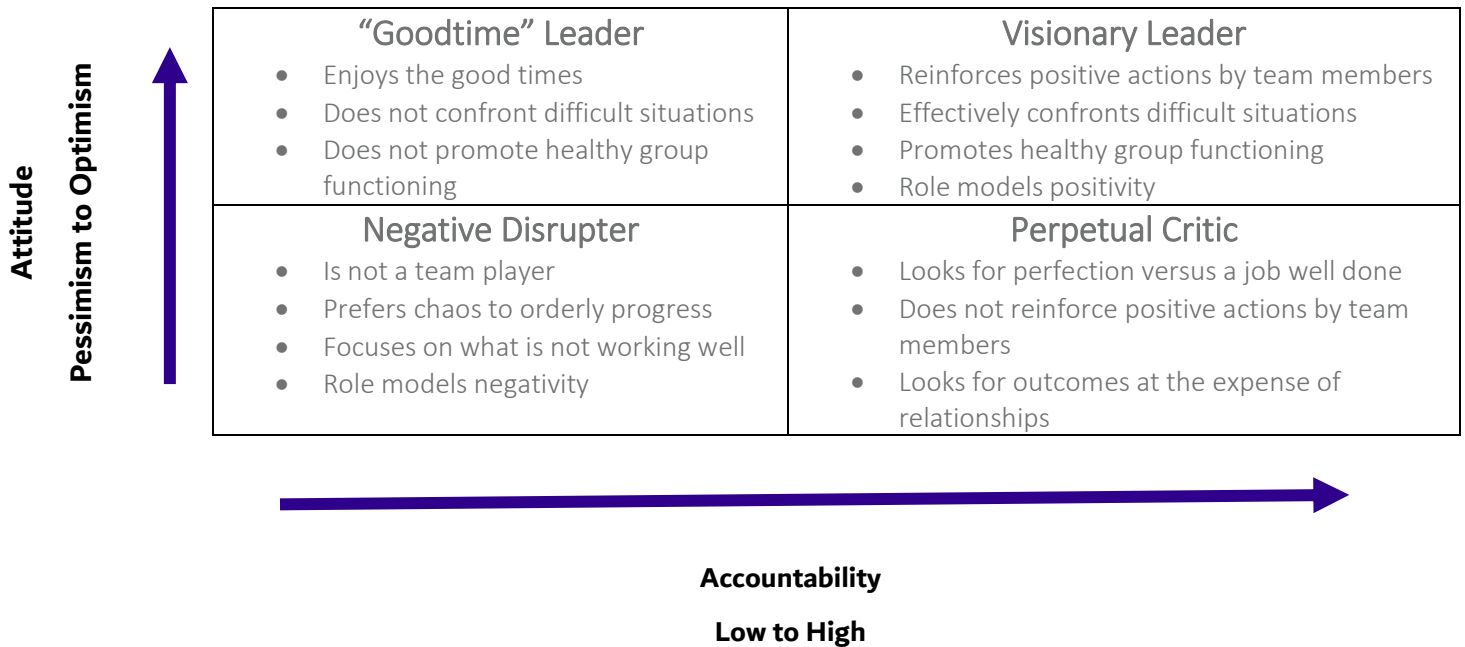 “Goodtime” Leader
• Enjoys the good times
• Does not confront difficult situations
• Does not promote healthy group
functioning
Visionary Leader
• Reinforces positive actions by team members
• Effectively confronts difficult situations
• Promotes healthy group functioning
• Role models positivity
Attitude
Pessimism to Optimism
Negative Disrupter
• Is not a team player
• Prefers chaos to orderly progress
• Focuses on what is not working well
• Role models negativity
Perpetual Critic
• Looks for perfection versus a job well done
• Does not reinforce positive actions by team
members
• Looks for outcomes at the expense of
relationships
Accountability
Low to High